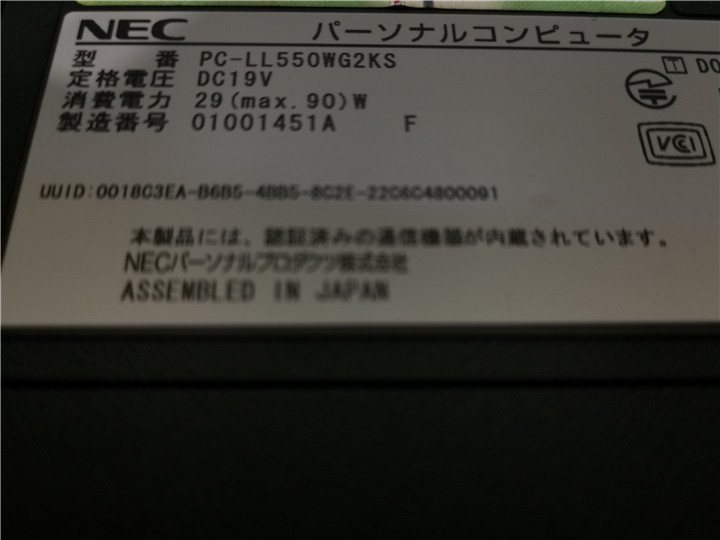 NEC パーソナルコンピュータ
型 番 PC-LL550WG2KS
定格電圧 DC19V
消費電力 29(max.90)W
製造番号 01001451A F
T DO
VCCI
UUID:0018C3EA-B6B5-4BB5-8C2E-22C6C4800091
本製品には、認証済みの通信機器が内蔵されています。
NECパーソナルプロダクツ株式会社
ASSEMBLED IN JAPAN